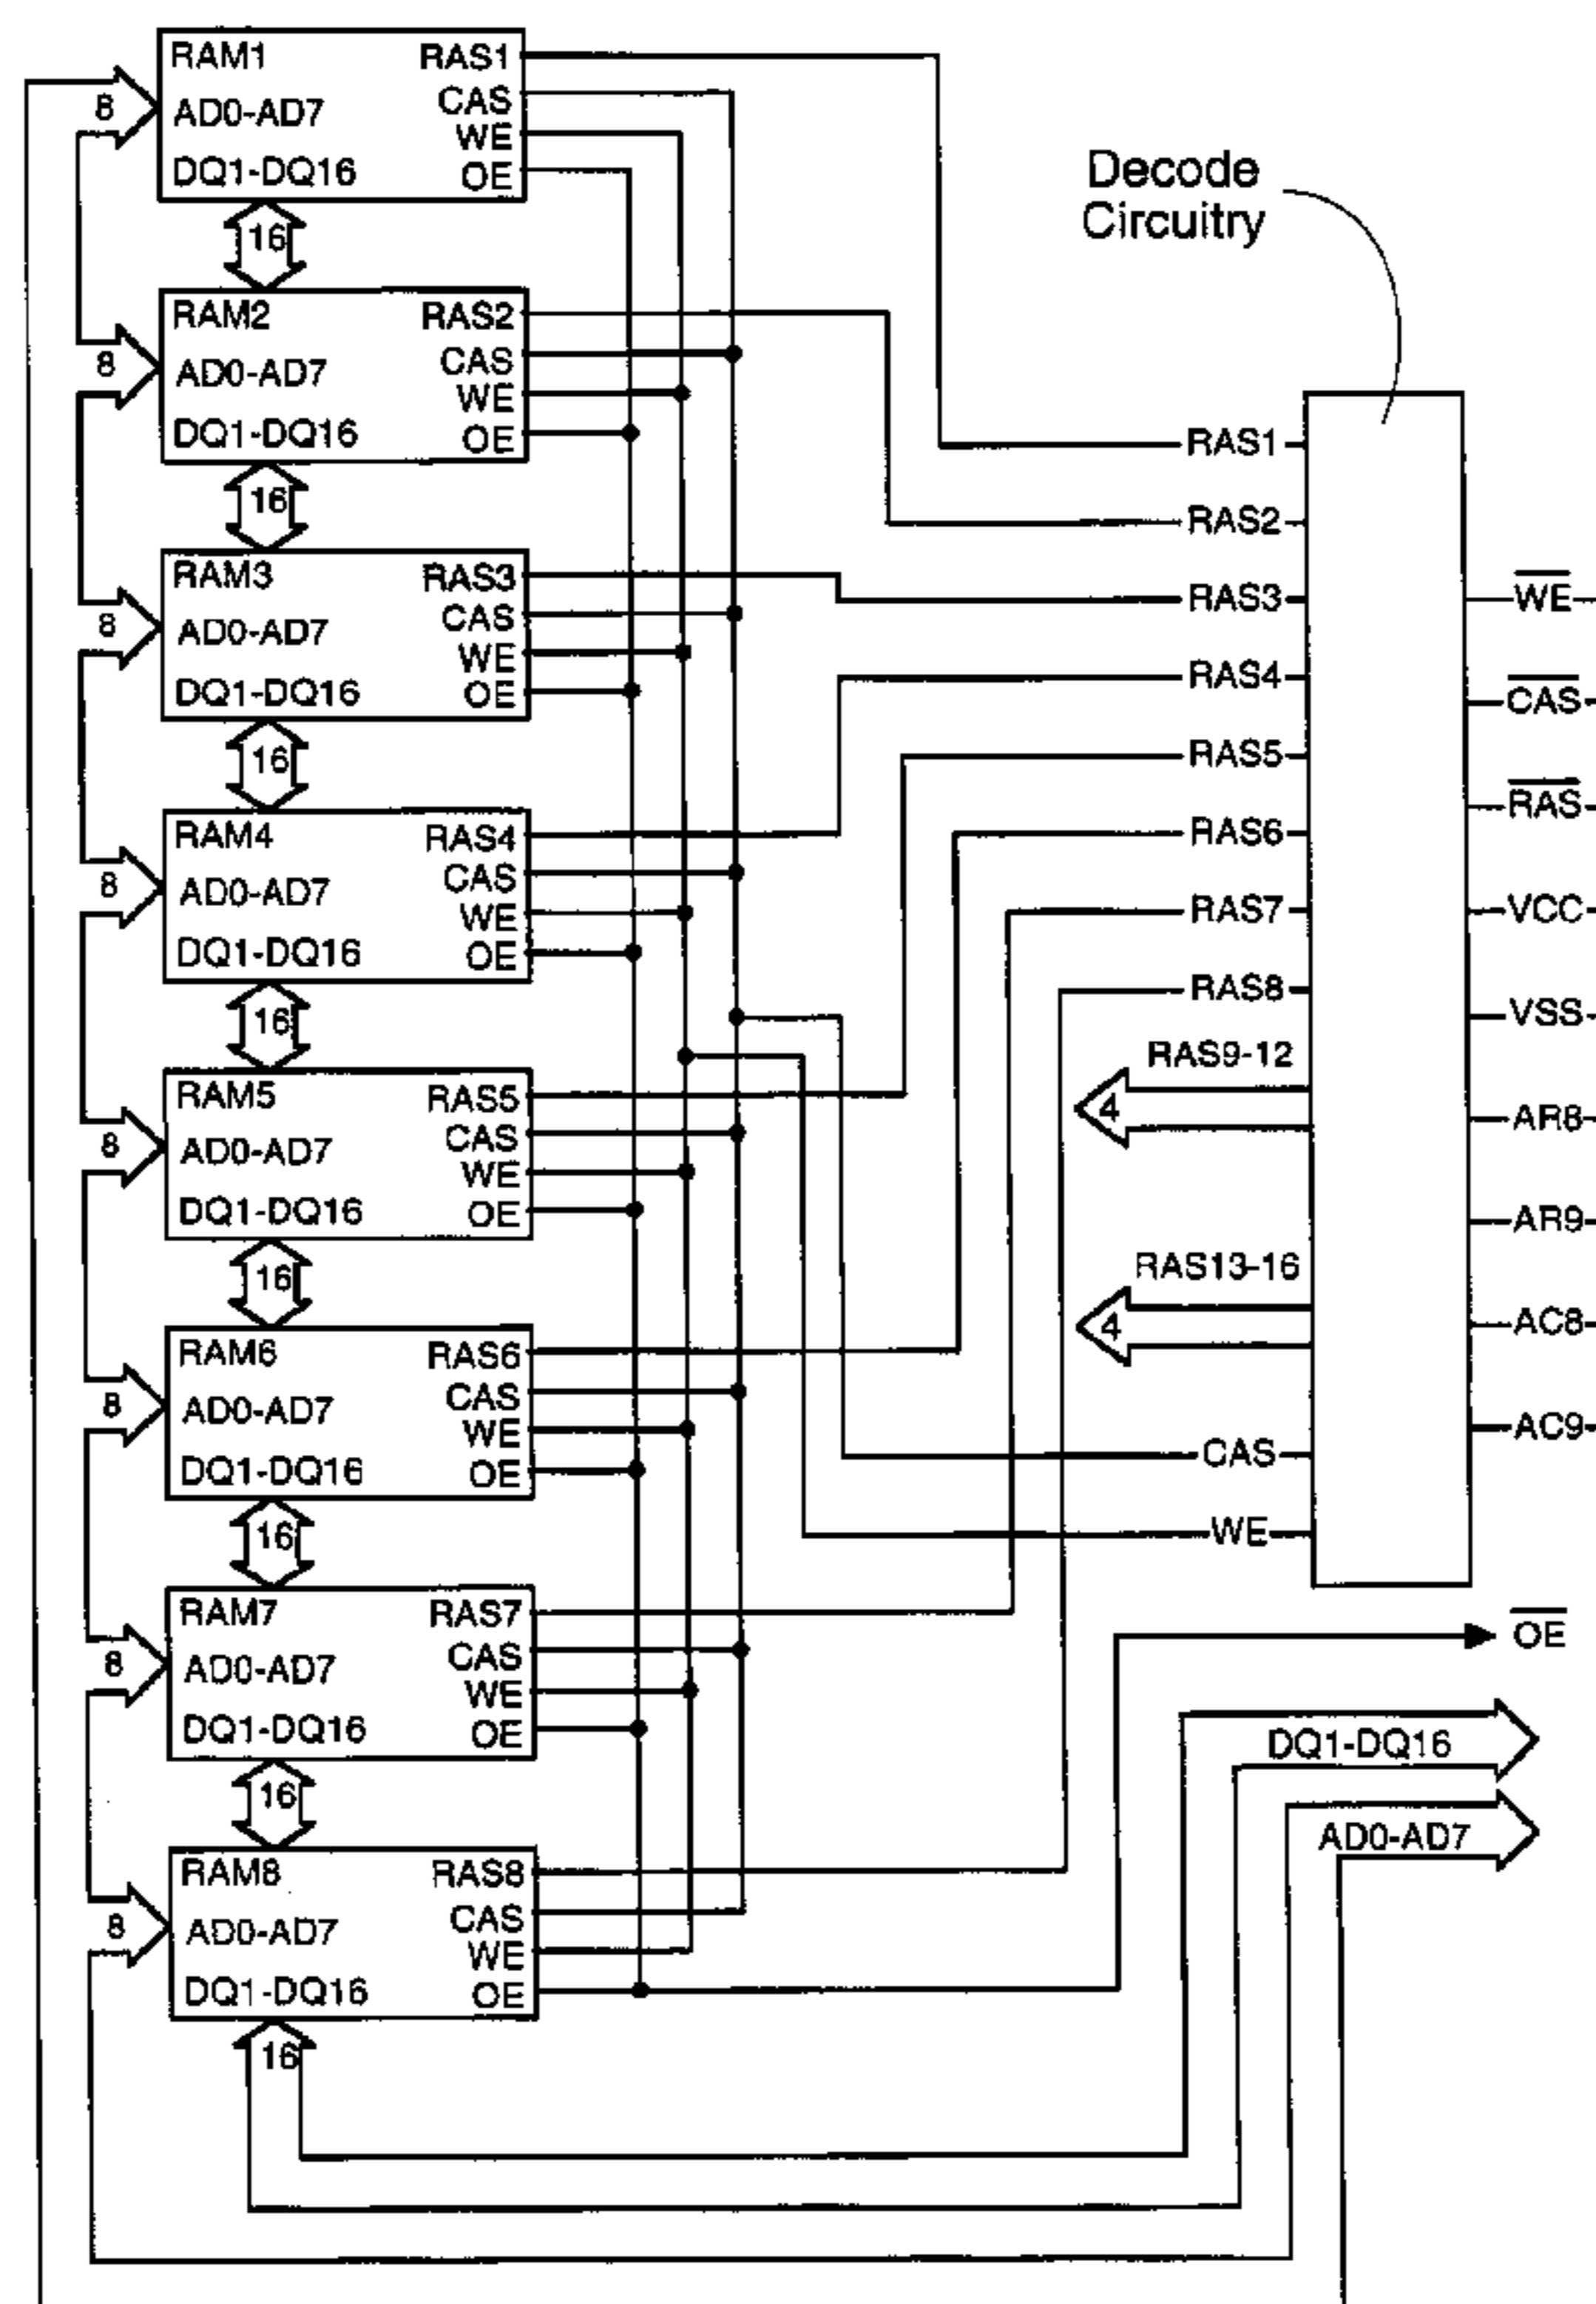 RAM1 RAS1
CAS
8 AD0-AD7
WE
DQ1-DQ16 OE
16
RAM2 RAS2
CAS
8 AD0-AD7
WE
DQ1-DQ16 OE
16
RAM3 RAS3
CAS
8 AD0-AD7
WE
DQ1-DQ16 OE
16
RAM4 RAS4
CAS
8 AD0-AD7
WE
DQ1-DQ16 OE
16
RAM5 RAS5
CAS
8 AD0-AD7
WE
DQ1-DQ16 OE
16
RAM6 RAS6
CAS
8 AD0-AD7
WE
DQ1-DQ16 OE
16
RAM7 RAS7
CAS
8 AD0-AD7
WE
DQ1-DQ16 OE
16
RAM8 RAS8
CAS
8 AD0-AD7
WE
DQ1-DQ16 OE
16
Decode
Circuitry
RAS1
RAS2
RAS3
RAS4
RAS5
RAS6
RAS7
RAS8
RAS9-12
4
RAS13-16
4
CAS
WE
W̅E̅
C̅A̅S̅
R̅A̅S̅
VCC
VSS
AR8
AR9
AC8
AC9
O̅E̅
DQ1-DQ16
AD0-AD7